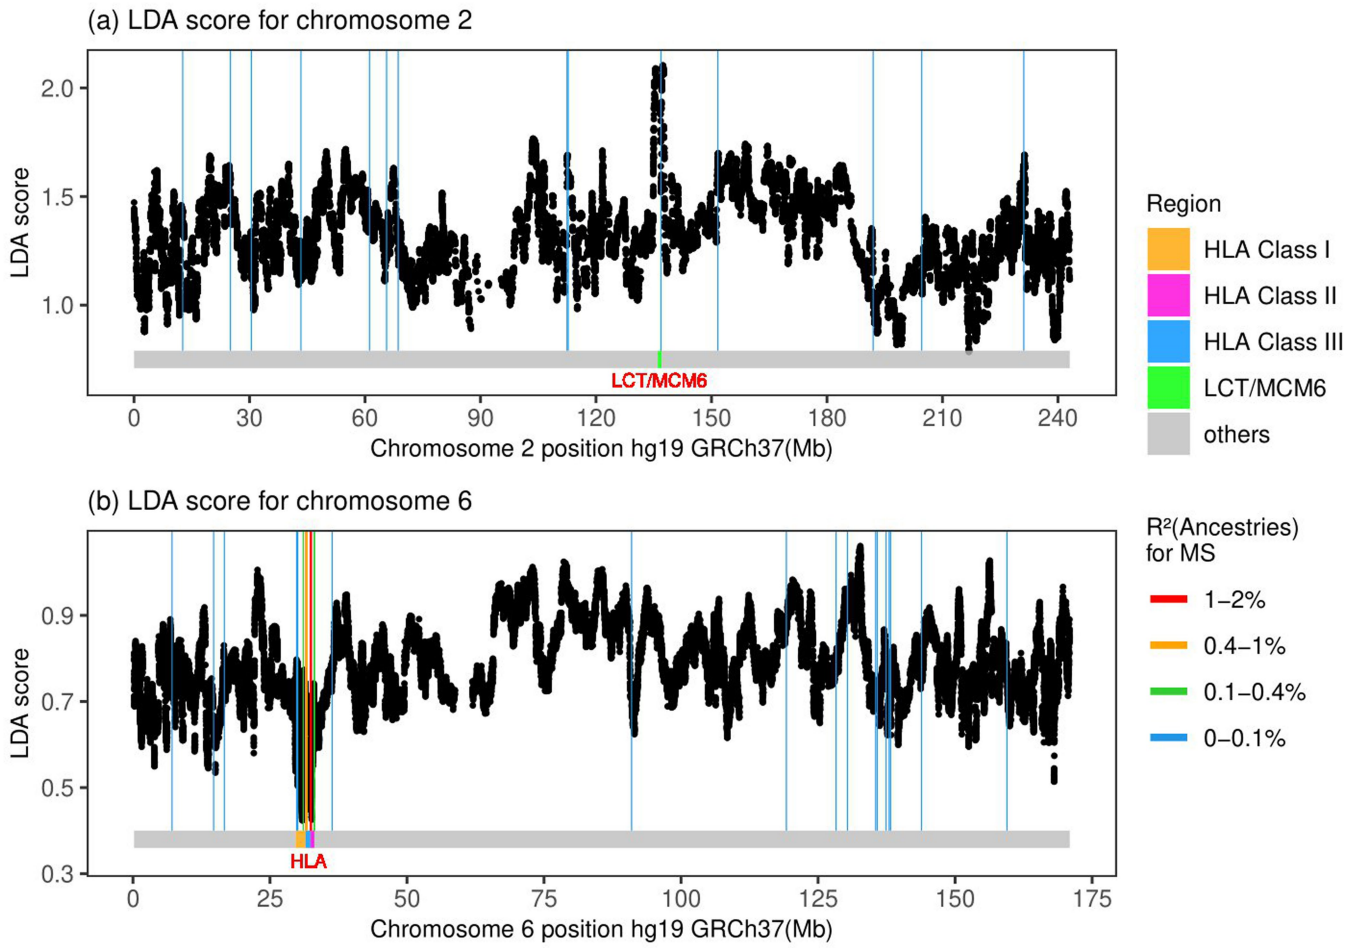 (a) LDA score for chromosome 2
2.0
1.5
1.0
LDA score
LCT/MCM6
0 30 60 90 120 150 180 210 240
Chromosome 2 position hg19 GRCh37(Mb)
Region
HLA Class I
HLA Class II
HLA Class III
LCT/MCM6
others
(b) LDA score for chromosome 6
0.9
0.7
0.5
0.3
LDA score
HLA
0 25 50 75 100 125 150 175
Chromosome 6 position hg19 GRCh37(Mb)
R²(Ancestries)
for MS
1−2%
0.4−1%
0.1−0.4%
0−0.1%